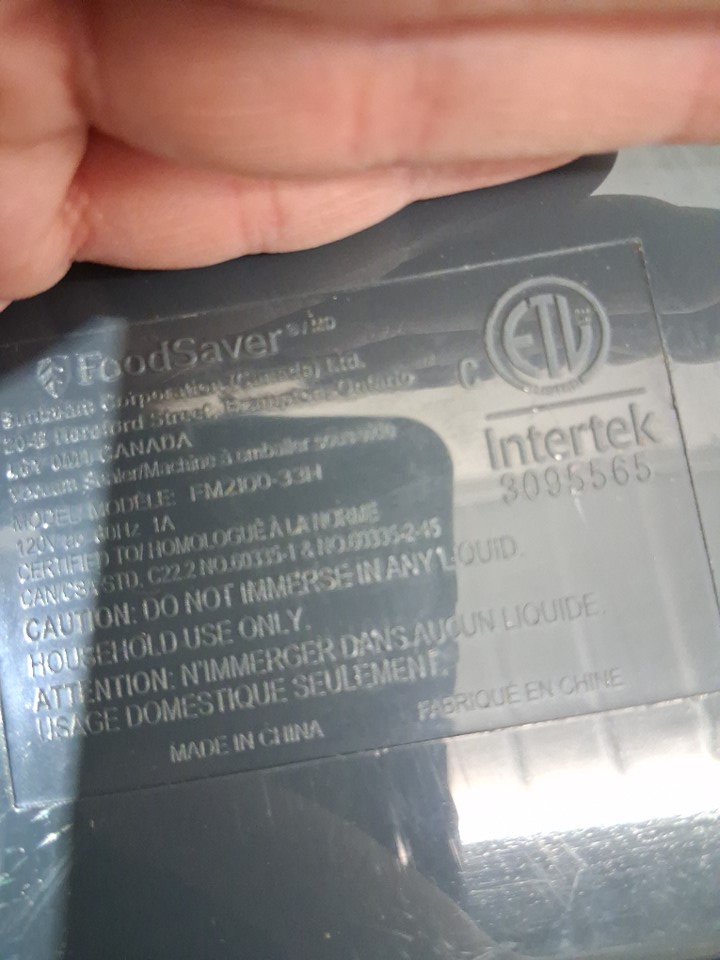 FoodSaver S/MD
Sunbeam Corporation (Canada) Ltd.
Street, Ontario
CANADA
Vacuum Sealer/Machine à emballer sous-vide
MODEL/MODÈLE: FM2100-33H
120V 60Hz 1A
CERTIFIED TO/ HOMOLOGUÉ À LA NORME
CAN/CSA STD. C22.2 NO.60335-1 & NO.60335-2-45
CAUTION: DO NOT IMMERSE IN ANY LIQUID.
HOUSEHOLD USE ONLY.
ATTENTION: N'IMMERGER DANS AUCUN LIQUIDE.
USAGE DOMESTIQUE SEULEMENT.
MADE IN CHINA
FABRIQUÉ EN CHINE
C ETL
Intertek
3095565